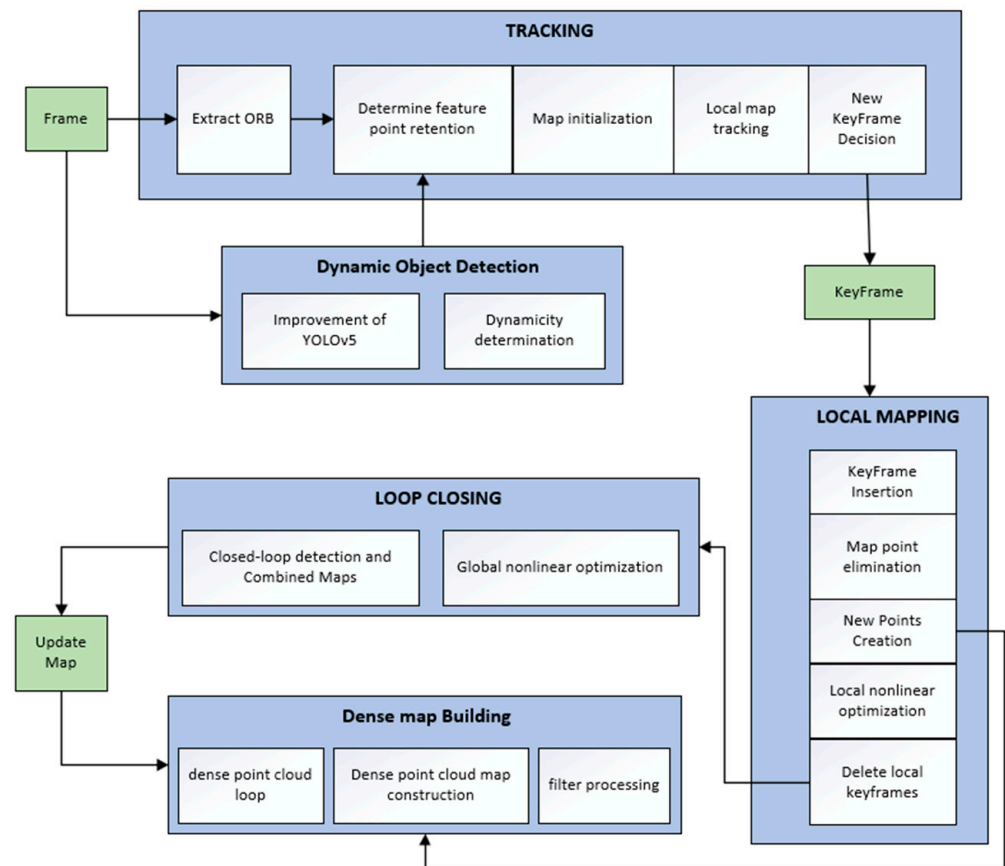 TRACKING
Frame
Extract ORB
Determine feature
point retention
Map initialization
Local map
tracking
New
KeyFrame
Decision
Dynamic Object Detection
Improvement of
YOLOv5
Dynamicity
determination
KeyFrame
LOCAL MAPPING
KeyFrame
Insertion
Map point
elimination
New Points
Creation
Local nonlinear
optimization
Delete local
keyframes
LOOP CLOSING
Closed-loop detection and
Combined Maps
Global nonlinear optimization
Update
Map
Dense map Building
dense point cloud
loop
Dense point cloud map
construction
filter processing